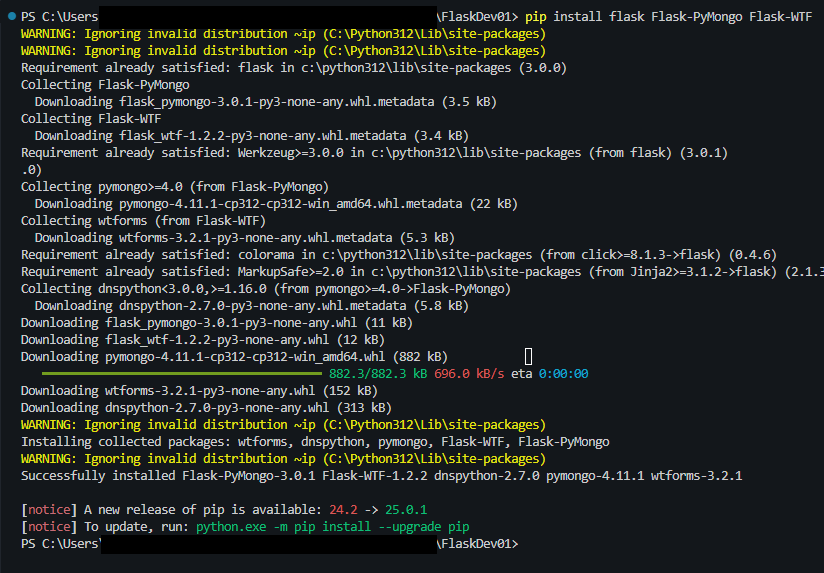 PS C:\Users \FlaskDev01> pip install flask Flask-PyMongo Flask-WTF
WARNING: Ignoring invalid distribution ~ip (C:\Python312\Lib\site-packages)
WARNING: Ignoring invalid distribution ~ip (C:\Python312\Lib\site-packages)
Requirement already satisfied: flask in c:\python312\lib\site-packages (3.0.0)
Collecting Flask-PyMongo
  Downloading flask_pymongo-3.0.1-py3-none-any.whl.metadata (3.5 kB)
Collecting Flask-WTF
  Downloading flask_wtf-1.2.2-py3-none-any.whl.metadata (3.4 kB)
Requirement already satisfied: Werkzeug>=3.0.0 in c:\python312\lib\site-packages (from flask) (3.0.1)
.0)
Collecting pymongo>=4.0 (from Flask-PyMongo)
  Downloading pymongo-4.11.1-cp312-cp312-win_amd64.whl.metadata (22 kB)
Collecting wtforms (from Flask-WTF)
  Downloading wtforms-3.2.1-py3-none-any.whl.metadata (5.3 kB)
Requirement already satisfied: colorama in c:\python312\lib\site-packages (from click>=8.1.3->flask) (0.4.6)
Requirement already satisfied: MarkupSafe>=2.0 in c:\python312\lib\site-packages (from Jinja2>=3.1.2->flask) (2.1.3
Collecting dnspython<3.0.0,>=1.16.0 (from pymongo>=4.0->Flask-PyMongo)
  Downloading dnspython-2.7.0-py3-none-any.whl.metadata (5.8 kB)
Downloading flask_pymongo-3.0.1-py3-none-any.whl (11 kB)
Downloading flask_wtf-1.2.2-py3-none-any.whl (12 kB)
Downloading pymongo-4.11.1-cp312-cp312-win_amd64.whl (882 kB)
882.3/882.3 kB 696.0 kB/s eta 0:00:00
Downloading wtforms-3.2.1-py3-none-any.whl (152 kB)
Downloading dnspython-2.7.0-py3-none-any.whl (313 kB)
WARNING: Ignoring invalid distribution ~ip (C:\Python312\Lib\site-packages)
Installing collected packages: wtforms, dnspython, pymongo, Flask-WTF, Flask-PyMongo
WARNING: Ignoring invalid distribution ~ip (C:\Python312\Lib\site-packages)
Successfully installed Flask-PyMongo-3.0.1 Flask-WTF-1.2.2 dnspython-2.7.0 pymongo-4.11.1 wtforms-3.2.1
[notice] A new release of pip is available: 24.2 -> 25.0.1
[notice] To update, run: python.exe -m pip install --upgrade pip
PS C:\Users\ \FlaskDev01>